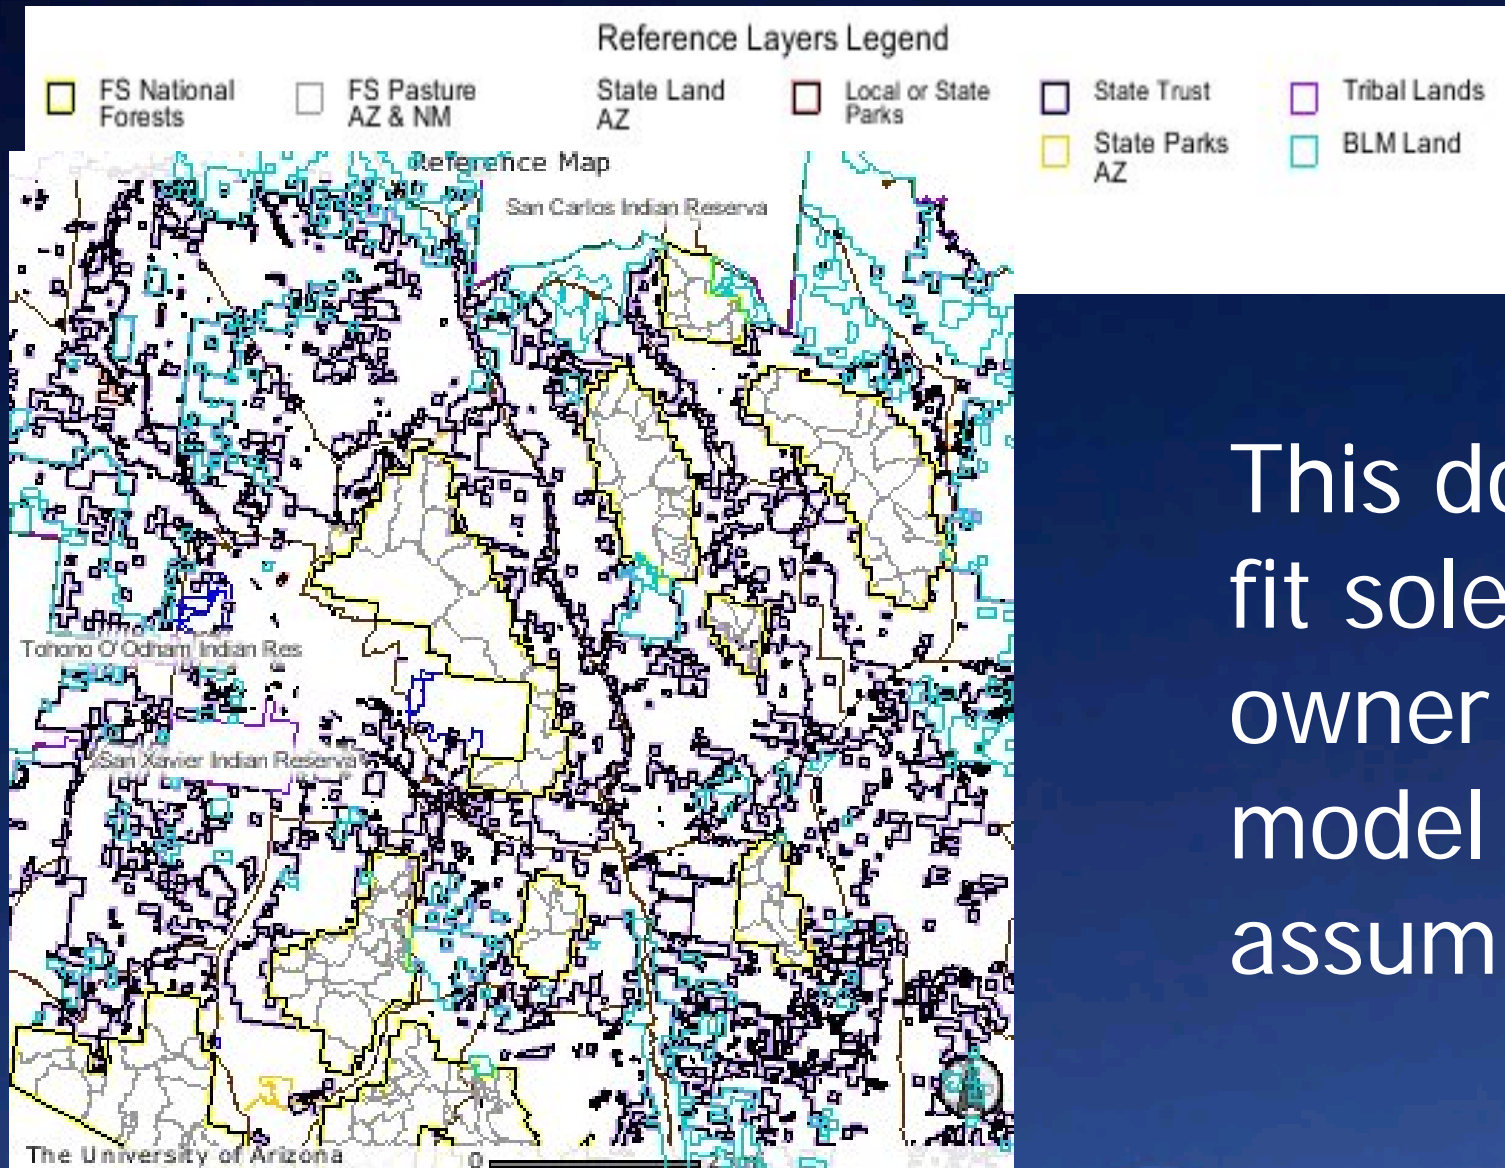 Reference Layers Legend
FS National
Forests
FS Pasture
AZ & NM
State Land
AZ
Local or State
Parks
State Trust
State Parks
AZ
Tribal Lands
BLM Land
Reference Map
San Carlos Indian Reserva
Tohono O'Odham Indian Res
San Xavier Indian Reserva
The University of Arizona
0
This do
fit sole
owner
model
assum